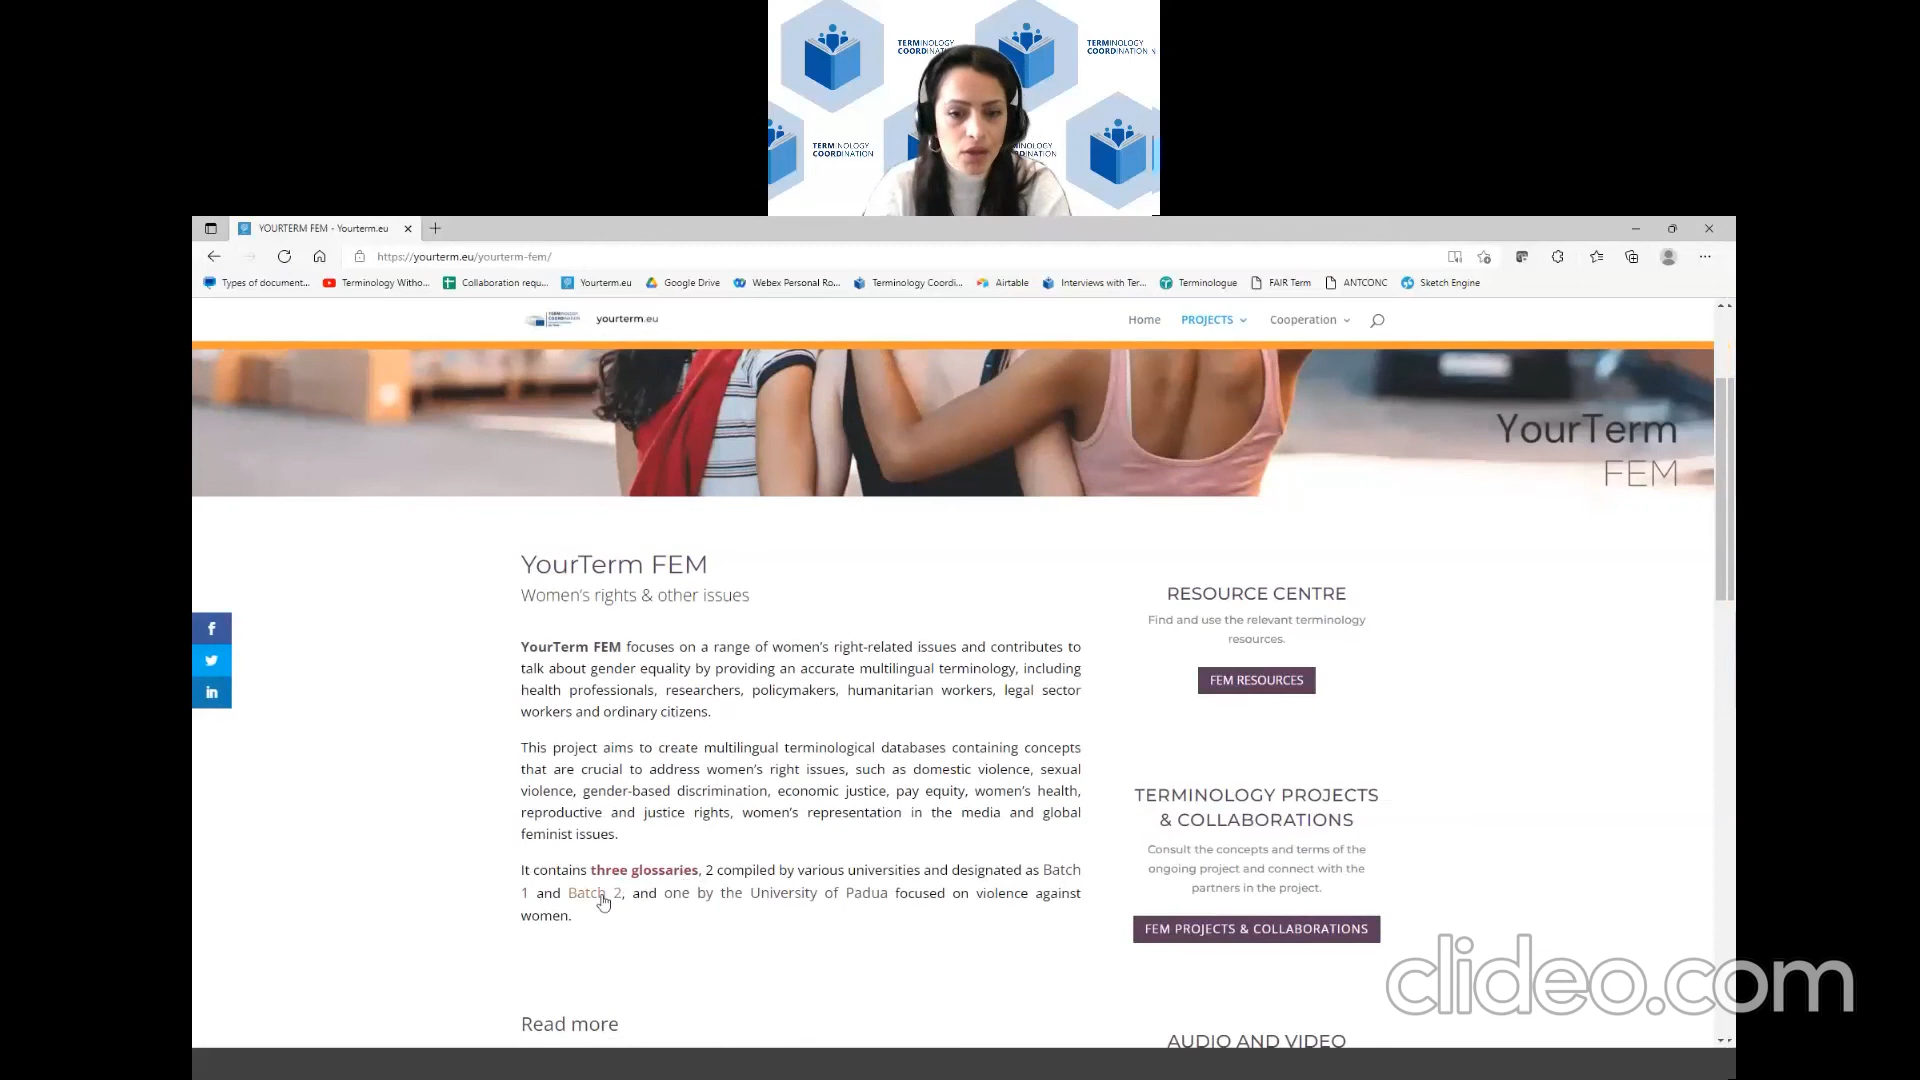 TERMINOLOGY
COORDINATION
TERMINOLOGY
COORDINATION
TERMINOLOGY
COORDINATION
YOURTERM FEM - Yourterm.eu
https://yourterm.eu/yourterm-fem/
Types of document... Terminology Witho... Collaboration requ... Yourterm.eu Google Drive Webex Personal Ro... Terminology Coordi... Airtable Interviews with Ter... Terminologue FAIR Term ANTCONC Sketch Engine
yourterm.eu Home PROJECTS Cooperation
YourTerm
FEM
YourTerm FEM
Women's rights & other issues
YourTerm FEM focuses on a range of women's right-related issues and contributes to
talk about gender equality by providing an accurate multilingual terminology, including
health professionals, researchers, policymakers, humanitarian workers, legal sector
workers and ordinary citizens.
This project aims to create multilingual terminological databases containing concepts
that are crucial to address women's right issues, such as domestic violence, sexual
violence, gender-based discrimination, economic justice, pay equity, women's health,
reproductive and justice rights, women's representation in the media and global
feminist issues.
It contains three glossaries, 2 compiled by various universities and designated as Batch
1 and Batch 2, and one by the University of Padua focused on violence against
women.
Read more
RESOURCE CENTRE
Find and use the relevant terminology
resources.
FEM RESOURCES
TERMINOLOGY PROJECTS
& COLLABORATIONS
Consult the concepts and terms of the
ongoing project and connect with the
partners in the project.
FEM PROJECTS & COLLABORATIONS
AUDIO AND VIDEO
clideo.com